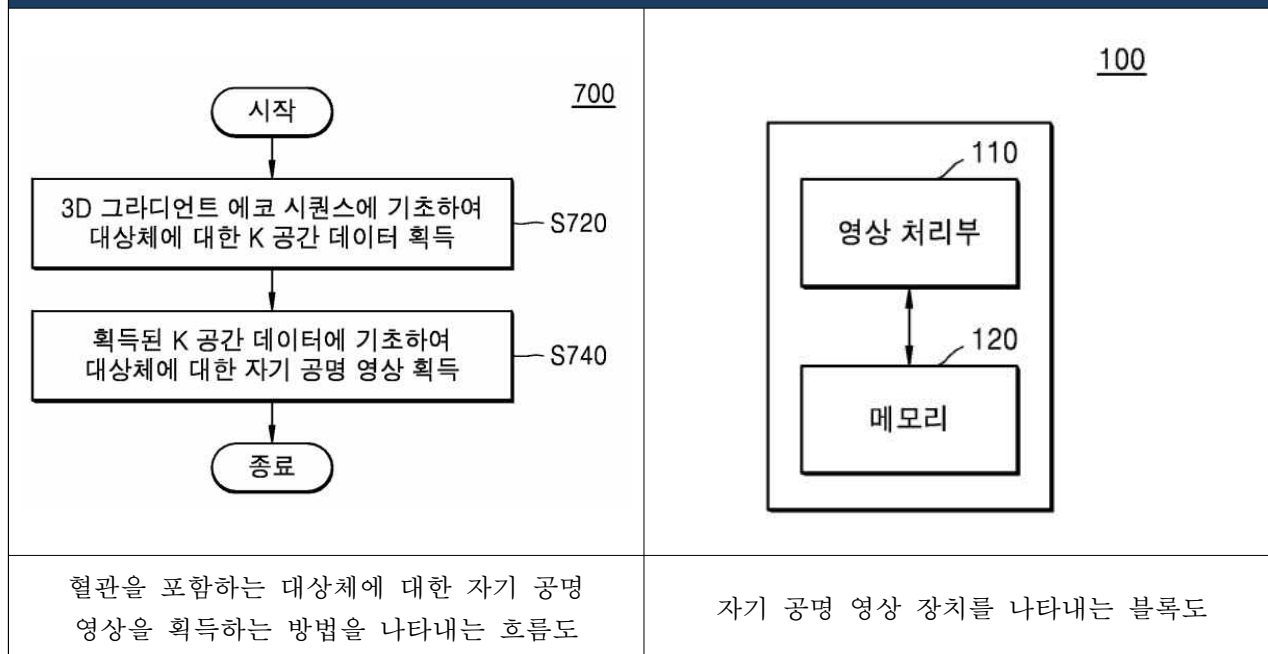 700
시작
3D 그라디언트 에코 시퀀스에 기초하여
대상체에 대한 K 공간 데이터 획득
S720
획득된 K 공간 데이터에 기초하여
대상체에 대한 자기 공명 영상 획득
S740
종료
100
110
영상 처리부
120
메모리
혈관을 포함하는 대상체에 대한 자기 공명
영상을 획득하는 방법을 나타내는 흐름도
자기 공명 영상 장치를 나타내는 블록도